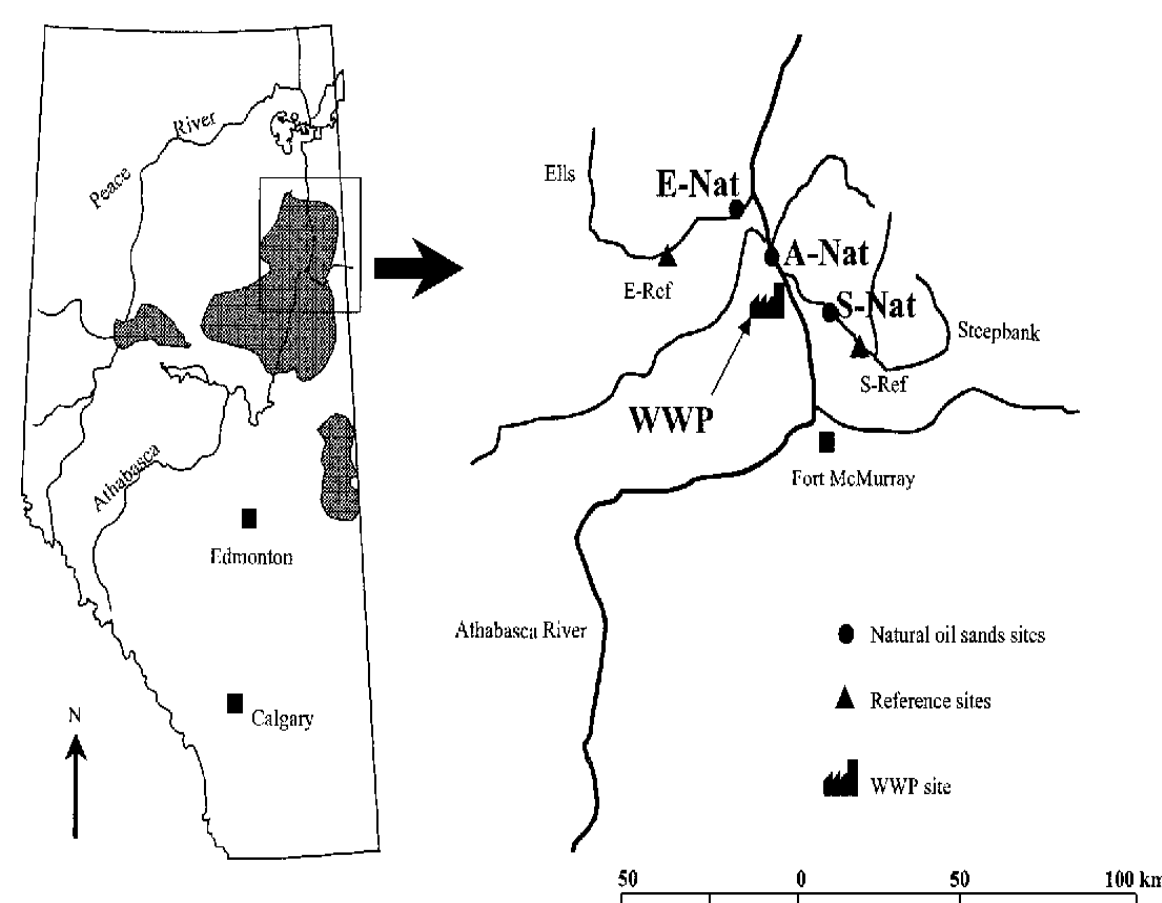 Peace
River
Athabasca
Edmonton
Calgary
N
Ells
E-Nat
E-Ref
A-Nat
S-Nat
Steepbank
S-Ref
WWP
Fort McMurray
Athabasca River
Natural oil sands sites
Reference sites
WWP site
50 0 50 100 km